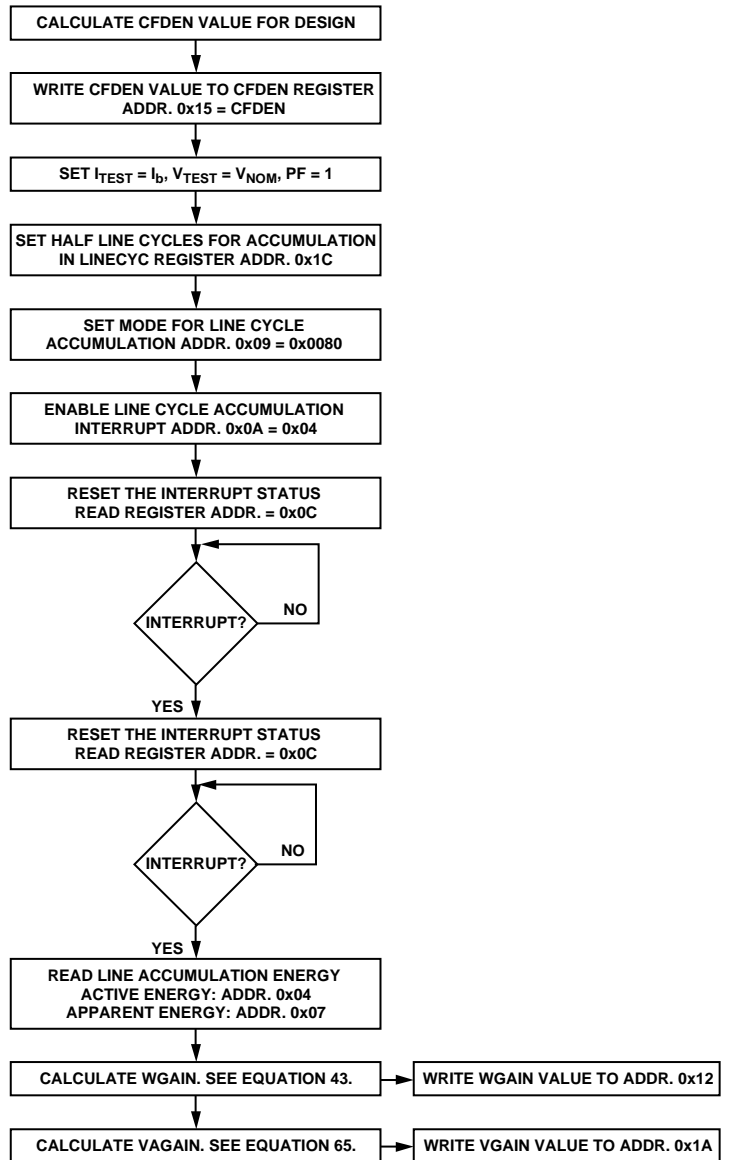 CALCULATE CFDEN VALUE FOR DESIGN
WRITE CFDEN VALUE TO CFDEN REGISTER
ADDR. 0x15 = CFDEN
SET I_TEST = I_b, V_TEST = V_NOM, PF = 1
SET HALF LINE CYCLES FOR ACCUMULATION
IN LINECYC REGISTER ADDR. 0x1C
SET MODE FOR LINE CYCLE
ACCUMULATION ADDR. 0x09 = 0x0080
ENABLE LINE CYCLE ACCUMULATION
INTERRUPT ADDR. 0x0A = 0x04
RESET THE INTERRUPT STATUS
READ REGISTER ADDR. = 0x0C
INTERRUPT?
NO
YES
RESET THE INTERRUPT STATUS
READ REGISTER ADDR. = 0x0C
INTERRUPT?
NO
YES
READ LINE ACCUMULATION ENERGY
ACTIVE ENERGY: ADDR. 0x04
APPARENT ENERGY: ADDR. 0x07
CALCULATE WGAIN. SEE EQUATION 43.
WRITE WGAIN VALUE TO ADDR. 0x12
CALCULATE VAGAIN. SEE EQUATION 65.
WRITE VGAIN VALUE TO ADDR. 0x1A